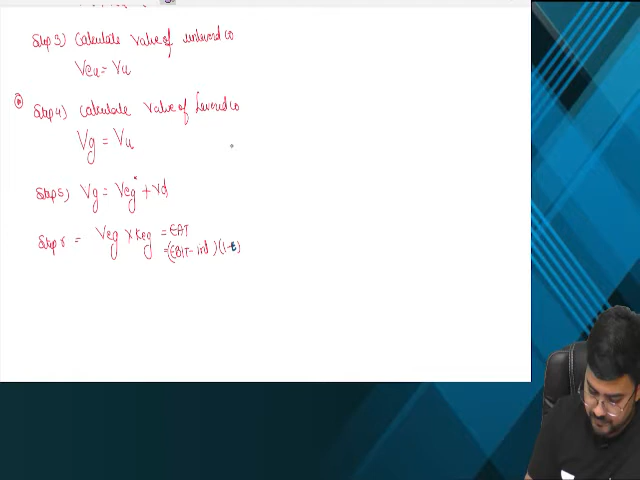 Step 3) Calculate Value of unlevered co
Veu = Vu
Step 4) Calculate Value of Levered co
Vg = Vu
Step 5) Vg = Veg + Vd
Step 6 = Veg x Keg = EAT
= (EBIT - int) (1-t)